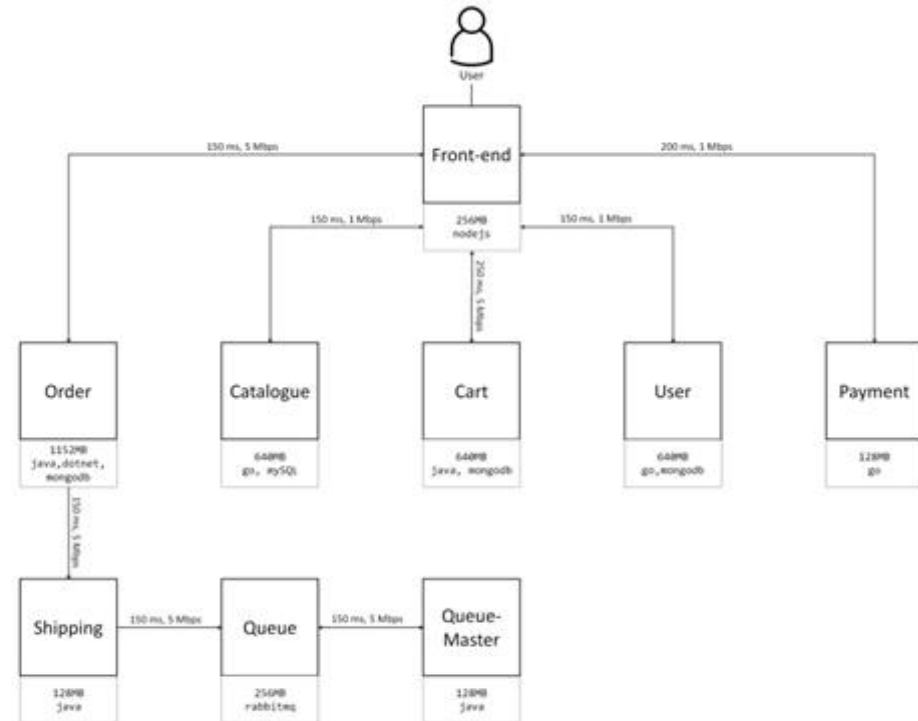 User
Front-end
256MB
nodejs
150 ms, 5 Mbps
200 ms, 1 Mbps
150 ms, 1 Mbps
150 ms, 1 Mbps
250 ms, 5 Mbps
Order
1152MB
java,dotnet,
mongodb
Catalogue
640MB
go, mySQL
Cart
640MB
java, mongodb
User
640MB
go,mongodb
Payment
128MB
go
150 ms, 5 Mbps
Shipping
128MB
java
150 ms, 5 Mbps
Queue
256MB
rabbitmq
150 ms, 5 Mbps
Queue-
Master
128MB
java